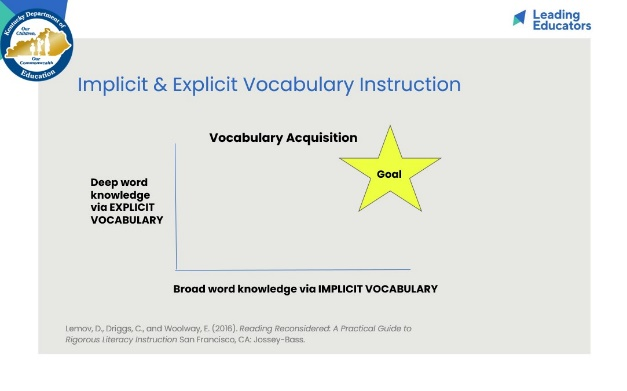 Kentucky Department of
Our
Children,
Our
Commonwealth
Education
Leading
Educators
Implicit & Explicit Vocabulary Instruction
Vocabulary Acquisition
Goal
Deep word
knowledge
via EXPLICIT
VOCABULARY
Broad word knowledge via IMPLICIT VOCABULARY
Lemov, D., Driggs, C., and Woolway, E. (2016). Reading Reconsidered: A Practical Guide to
Rigorous Literacy Instruction San Francisco, CA: Jossey-Bass.